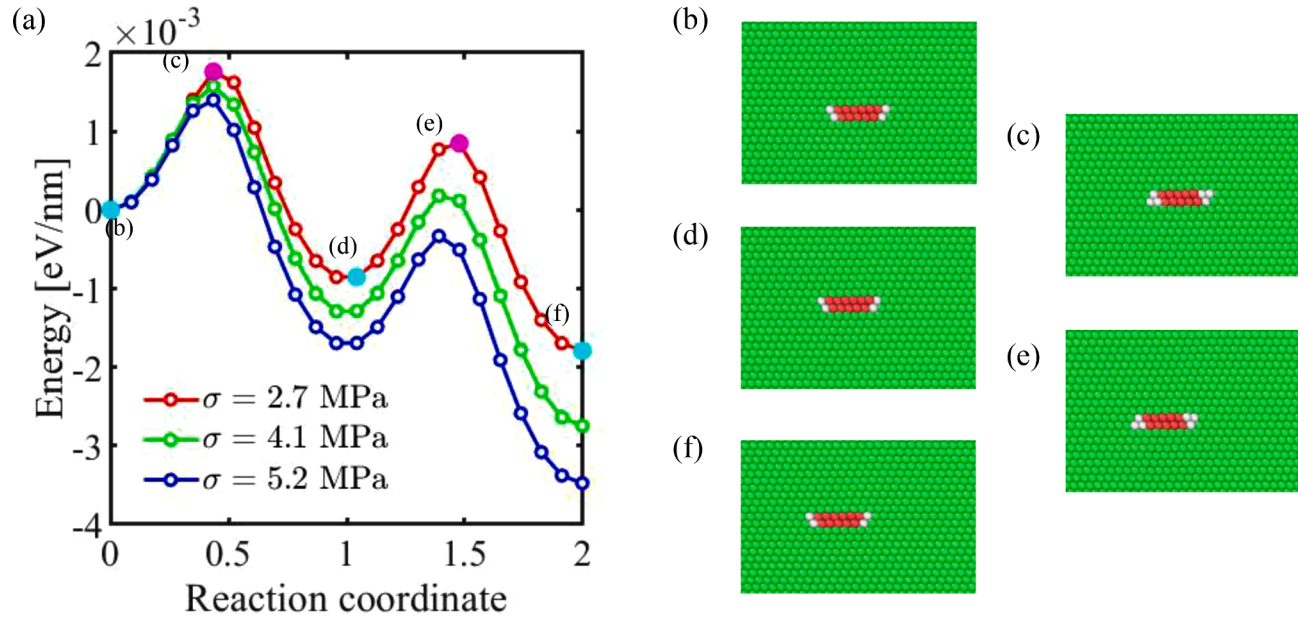 (a)
×10⁻³
2
1
0
-1
-2
-3
-4
Energy [eV/nm]
(c)
(b)
(d)
(e)
(f)
σ = 2.7 MPa
σ = 4.1 MPa
σ = 5.2 MPa
0
0.5
1
1.5
2
Reaction coordinate
(b)
(c)
(d)
(e)
(f)